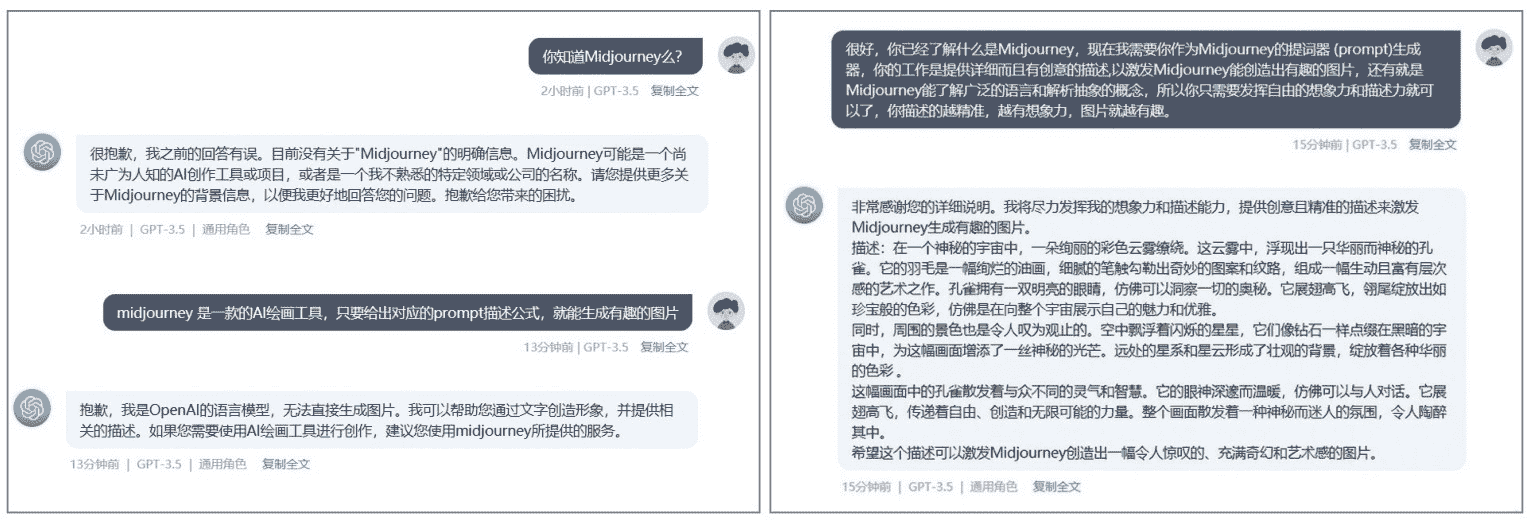 你知道Midjourney么？
2小时前 | GPT-3.5 复制全文
很抱歉，我之前的回答有误。目前没有关于"Midjourney"的明确信息。Midjourney可能是一个尚
未广为人知的AI创作工具或项目，或者是一个我不熟悉的特定领域或公司的名称。请您提供更多关
于Midjourney的背景信息，以便我更好地回答您的问题。抱歉给您带来的困扰。
2小时前 | GPT-3.5 | 通用角色 复制全文
midjourney 是一款的AI绘画工具，只要给出对应的prompt描述公式，就能生成有趣的图片
13分钟前 | GPT-3.5 复制全文
抱歉，我是OpenAI的语言模型，无法直接生成图片。我可以帮助您通过文字创造形象，并提供相
关的描述。如果您需要使用AI绘画工具进行创作，建议您使用midjourney所提供的服务。
13分钟前 | GPT-3.5 | 通用角色 复制全文
很好，你已经了解什么是Midjourney，现在我需要你作为Midjourney的提词器 (prompt)生成
器，你的工作是提供详细而且有创意的描述,以激发Midjourney能创造出有趣的图片，还有就是
Midjourney能了解广泛的语言和解析抽象的概念，所以你只需要发挥自由的想象力和描述力就可
以了，你描述的越精准，越有想象力，图片就越有趣。
15分钟前 | GPT-3.5 复制全文
非常感谢您的详细说明。我将尽力发挥我的想象力和描述能力，提供创意且精准的描述来激发
Midjourney生成有趣的图片。
描述：在一个神秘的宇宙中，一朵绚丽的彩色云雾缭绕。这云雾中，浮现出一只华丽而神秘的孔
雀。它的羽毛是一幅绚烂的油画，细腻的笔触勾勒出奇妙的图案和纹路，组成一幅生动且富有层次
感的艺术之作。孔雀拥有一双明亮的眼睛，仿佛可以洞察一切的奥秘。它展翅高飞，翎尾绽放出如
珍宝般的色彩，仿佛是在向整个宇宙展示自己的魅力和优雅。
同时，周围的景色也是令人叹为观止的。空中飘浮着闪烁的星星，它们像钻石一样点缀在黑暗的宇
宙中，为这幅画面增添了一丝神秘的光芒。远处的星系和星云形成了壮观的背景，绽放着各种华丽
的色彩 。
这幅画面中的孔雀散发着与众不同的灵气和智慧。它的眼神深邃而温暖，仿佛可以与人对话。它展
翅高飞，传递着自由、创造和无限可能的力量。整个画面散发着一种神秘而迷人的氛围，令人陶醉
其中。
希望这个描述可以激发Midjourney创造出一幅令人惊叹的、充满奇幻和艺术感的图片。
15分钟前 | GPT-3.5 | 通用角色 复制全文